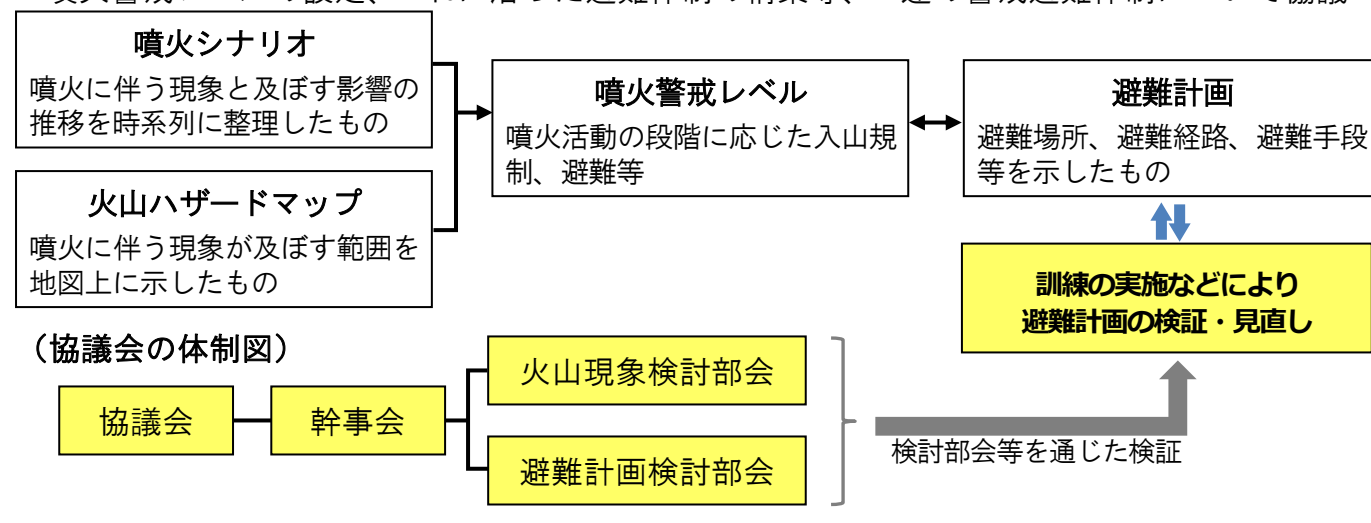 噴火シナリオ
噴火に伴う現象と及ぼす影響の
推移を時系列に整理したもの
火山ハザードマップ
噴火に伴う現象が及ぼす範囲を
地図上に示したもの
噴火警戒レベル
噴火活動の段階に応じた入山規
制、避難等
避難計画
避難場所、避難経路、避難手段
等を示したもの
訓練の実施などにより
避難計画の検証・見直し
（協議会の体制図）
協議会
幹事会
火山現象検討部会
避難計画検討部会
検討部会等を通じた検証